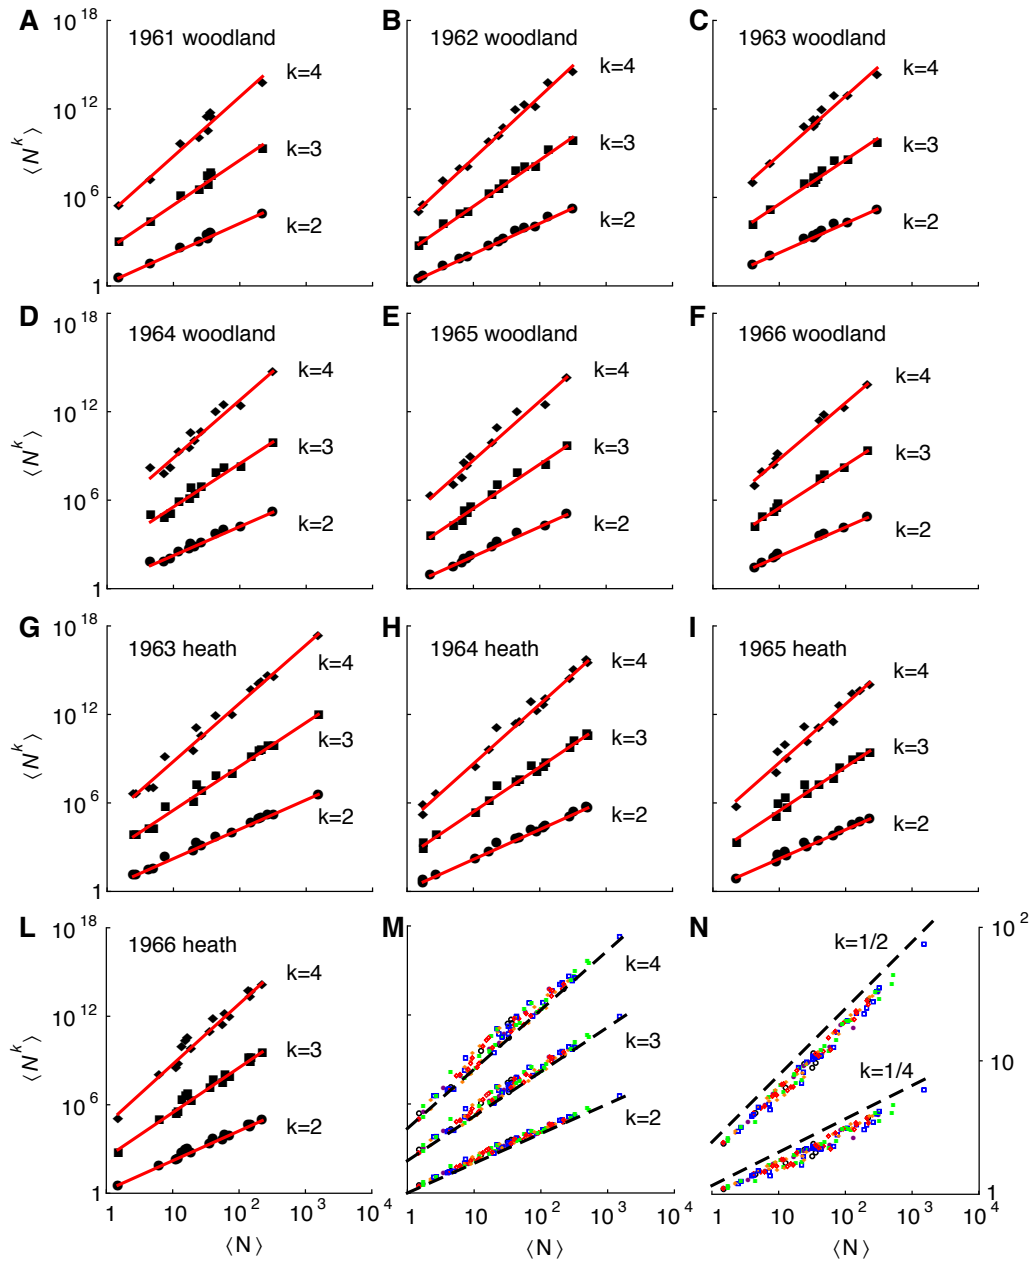 A
1961 woodland
10^18
10^12
10^6
1
⟨N^k⟩
k=4
k=3
k=2
B
1962 woodland
k=4
k=3
k=2
C
1963 woodland
k=4
k=3
k=2
D
1964 woodland
10^18
10^12
10^6
1
⟨N^k⟩
k=4
k=3
k=2
E
1965 woodland
k=4
k=3
k=2
F
1966 woodland
k=4
k=3
k=2
G
1963 heath
10^18
10^12
10^6
1
⟨N^k⟩
k=4
k=3
k=2
H
1964 heath
k=4
k=3
k=2
I
1965 heath
k=4
k=3
k=2
L
1966 heath
10^18
10^12
10^6
1
⟨N^k⟩
k=4
k=3
k=2
1 10 10^2 10^3 10^4
⟨N⟩
M
k=4
k=3
k=2
1 10 10^2 10^3 10^4
⟨N⟩
N
k=1/2
k=1/4
10^2
10
1
1 10 10^2 10^3 10^4
⟨N⟩